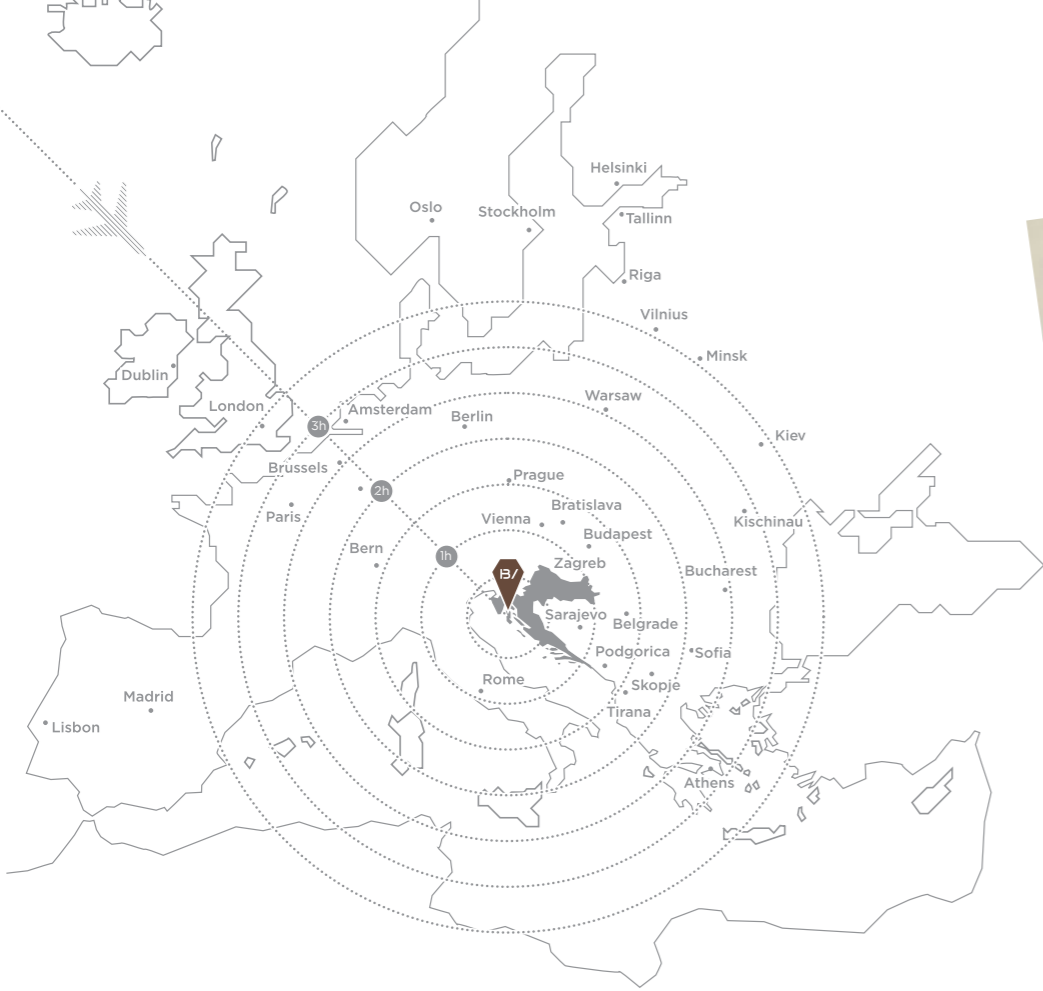 Helsinki
Oslo
Stockholm
Tallinn
Riga
Vilnius
Minsk
Dublin
Warsaw
London
Amsterdam
Berlin
3h
Kiev
Brussels
Prague
2h
Bratislava
Paris
Vienna
Kischinau
Budapest
Bern
1h
Zagreb
Bucharest
B/
Sarajevo
Belgrade
Podgorica
Sofia
Rome
Skopje
Madrid
Tirana
Lisbon
Athens